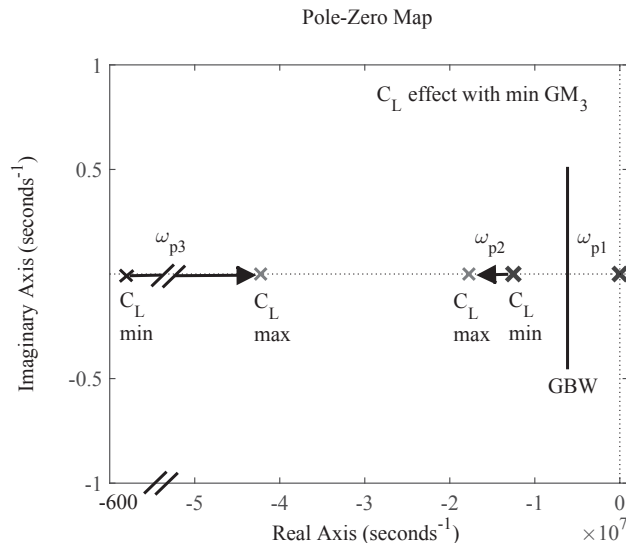 Pole-Zero Map
C_L effect with min GM_3
Imaginary Axis (seconds^-1)
1
0.5
0
-0.5
-1
ω_p3
ω_p2
ω_p1
C_L
min
C_L
max
C_L
max
C_L
min
GBW
-600
-5
-4
-3
-2
-1
0
Real Axis (seconds^-1)
×10^7